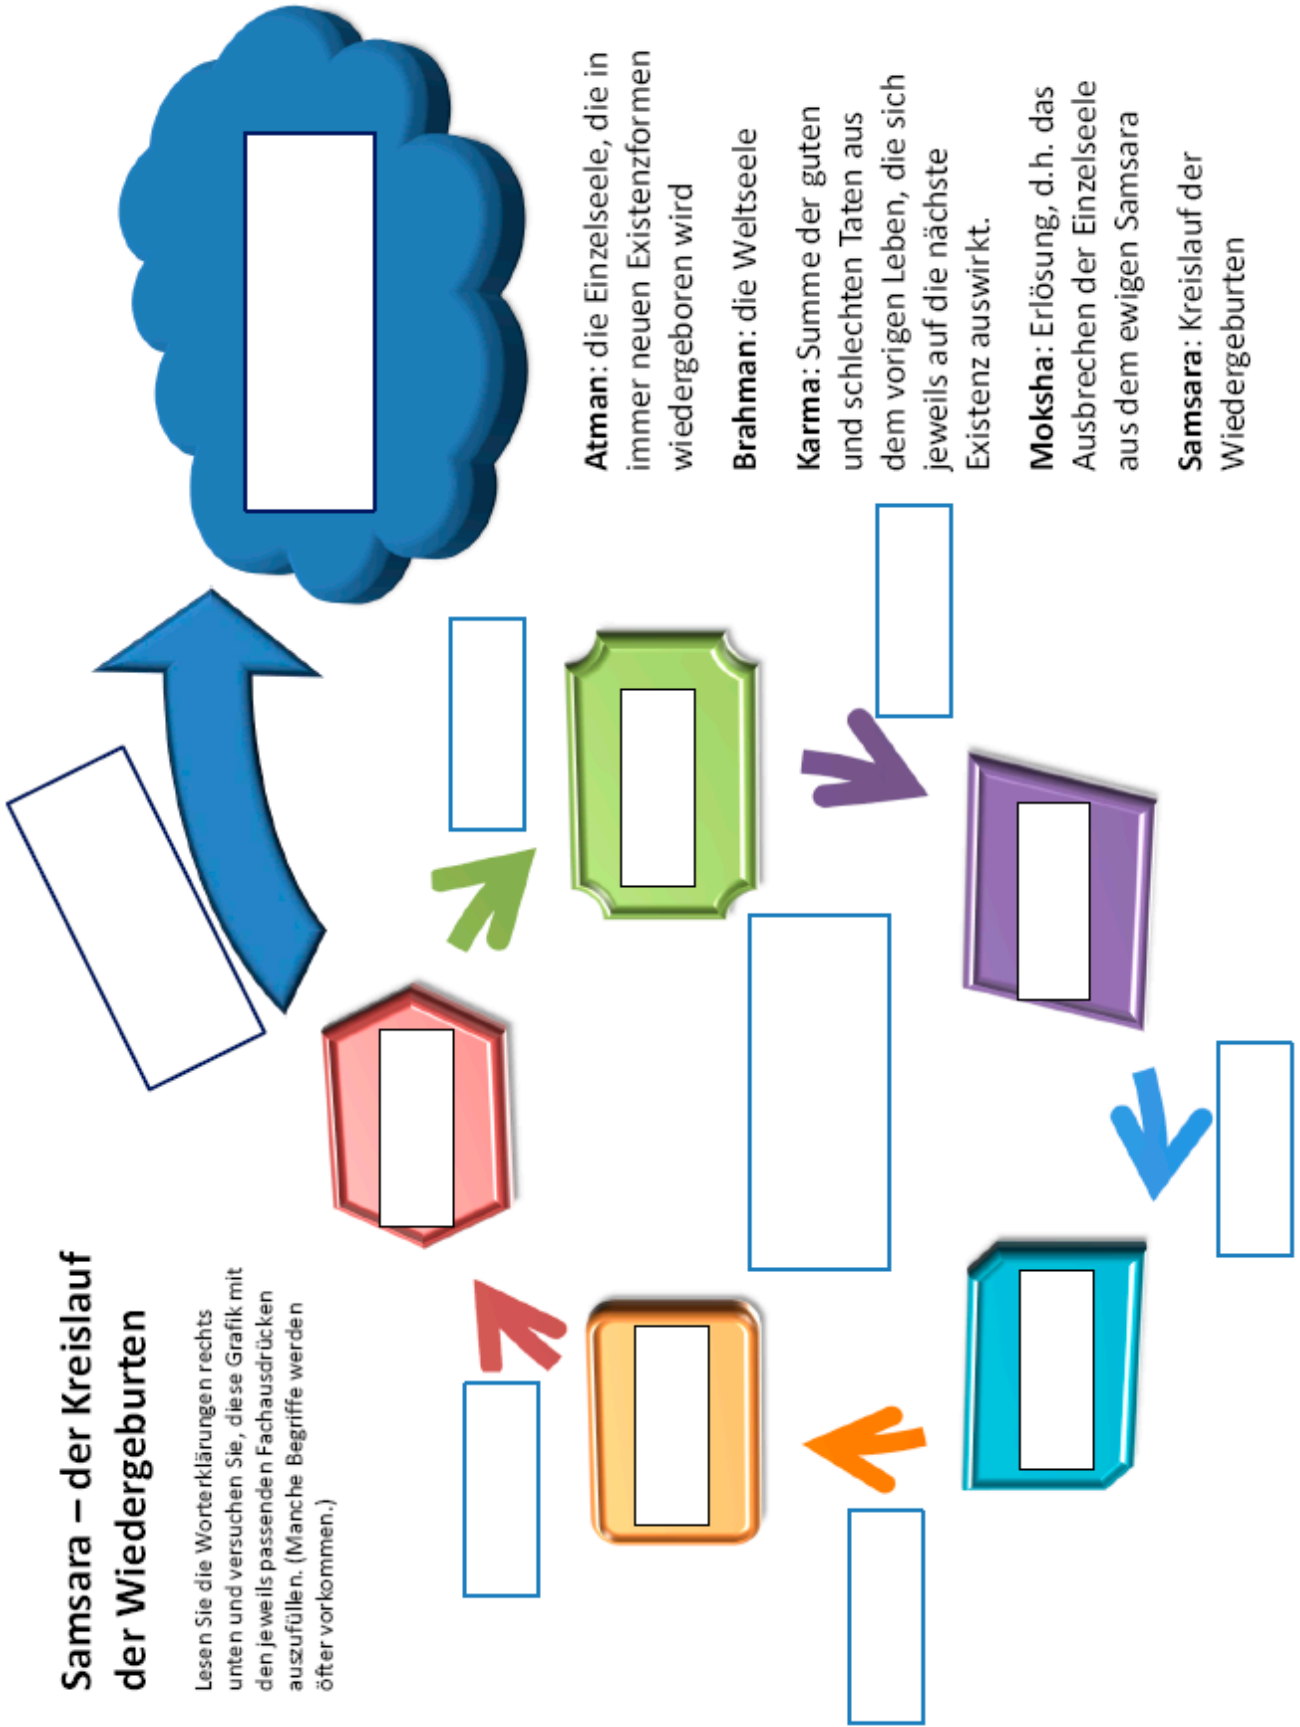 Samsara – der Kreislauf
der Wiedergeburten
Lesen Sie die Worterklärungen rechts
unten und versuchen Sie, diese Grafik mit
den jeweils passenden Fachausdrücken
auszufüllen. (Manche Begriffe werden
öfter vorkommen.)
Atman: die Einzelseele, die in
immer neuen Existenzformen
wiedergeboren wird
Brahman: die Weltseele
Karma: Summe der guten
und schlechten Taten aus
dem vorigen Leben, die sich
jeweils auf die nächste
Existenz auswirkt.
Moksha: Erlösung, d.h. das
Ausbrechen der Einzelseele
aus dem ewigen Samsara
Samsara: Kreislauf der
Wiedergeburten